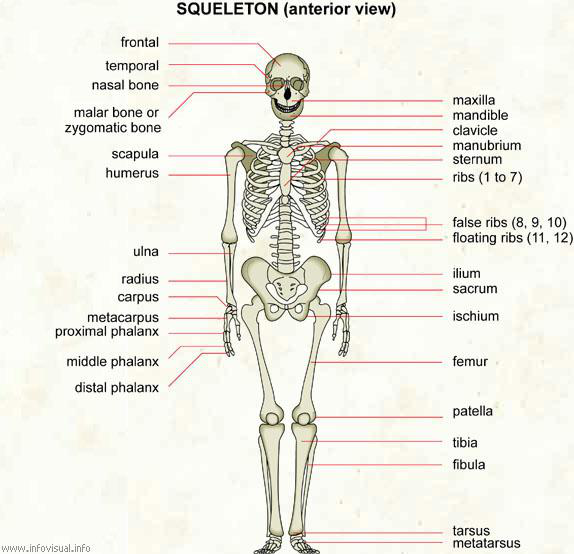 SQUELETON (anterior view)
frontal
temporal
nasal bone
malar bone or
zygomatic bone
scapula
humerus
ulna
radius
carpus
metacarpus
proximal phalanx
middle phalanx
distal phalanx
maxilla
mandible
clavicle
manubrium
sternum
ribs (1 to 7)
false ribs (8, 9, 10)
floating ribs (11, 12)
ilium
sacrum
ischium
femur
patella
tibia
fibula
tarsus
metatarsus
www.infovisual.info